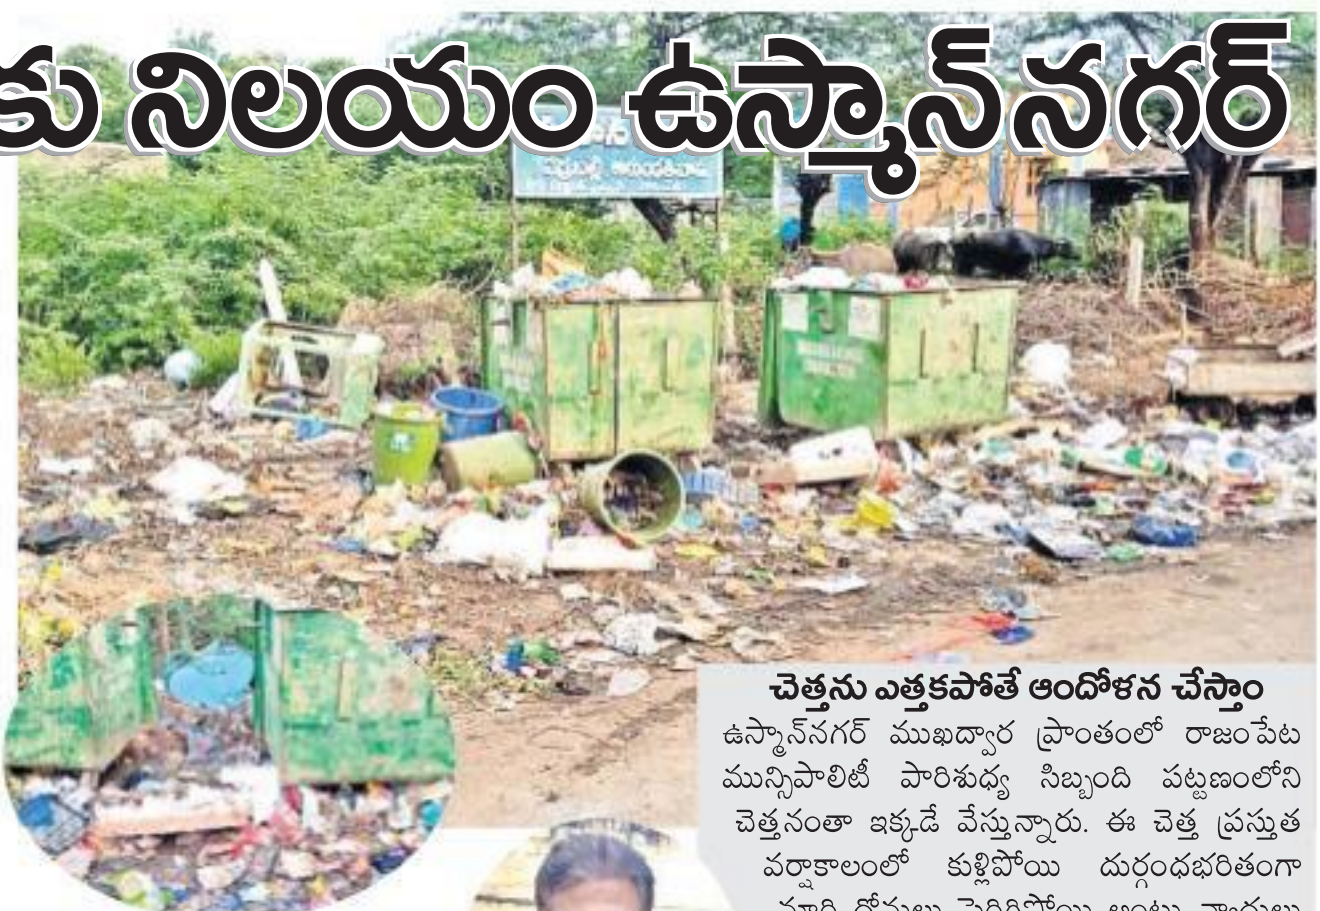 కు నిలయం ఉస్మాన్‌నగర్
చెత్తను ఎత్తకపోతే ఆందోళన చేస్తాం
ఉస్మాన్‌నగర్ ముఖద్వార ప్రాంతంలో రాజంపేట
మున్సిపాలిటీ పారిశుధ్య సిబ్బంది పట్టణంలోని
చెత్తనంతా ఇక్కడే వేస్తున్నారు. ఈ చెత్త ప్రస్తుత
వర్షాకాలంలో కుళ్లిపోయి దుర్గంధభరితంగా